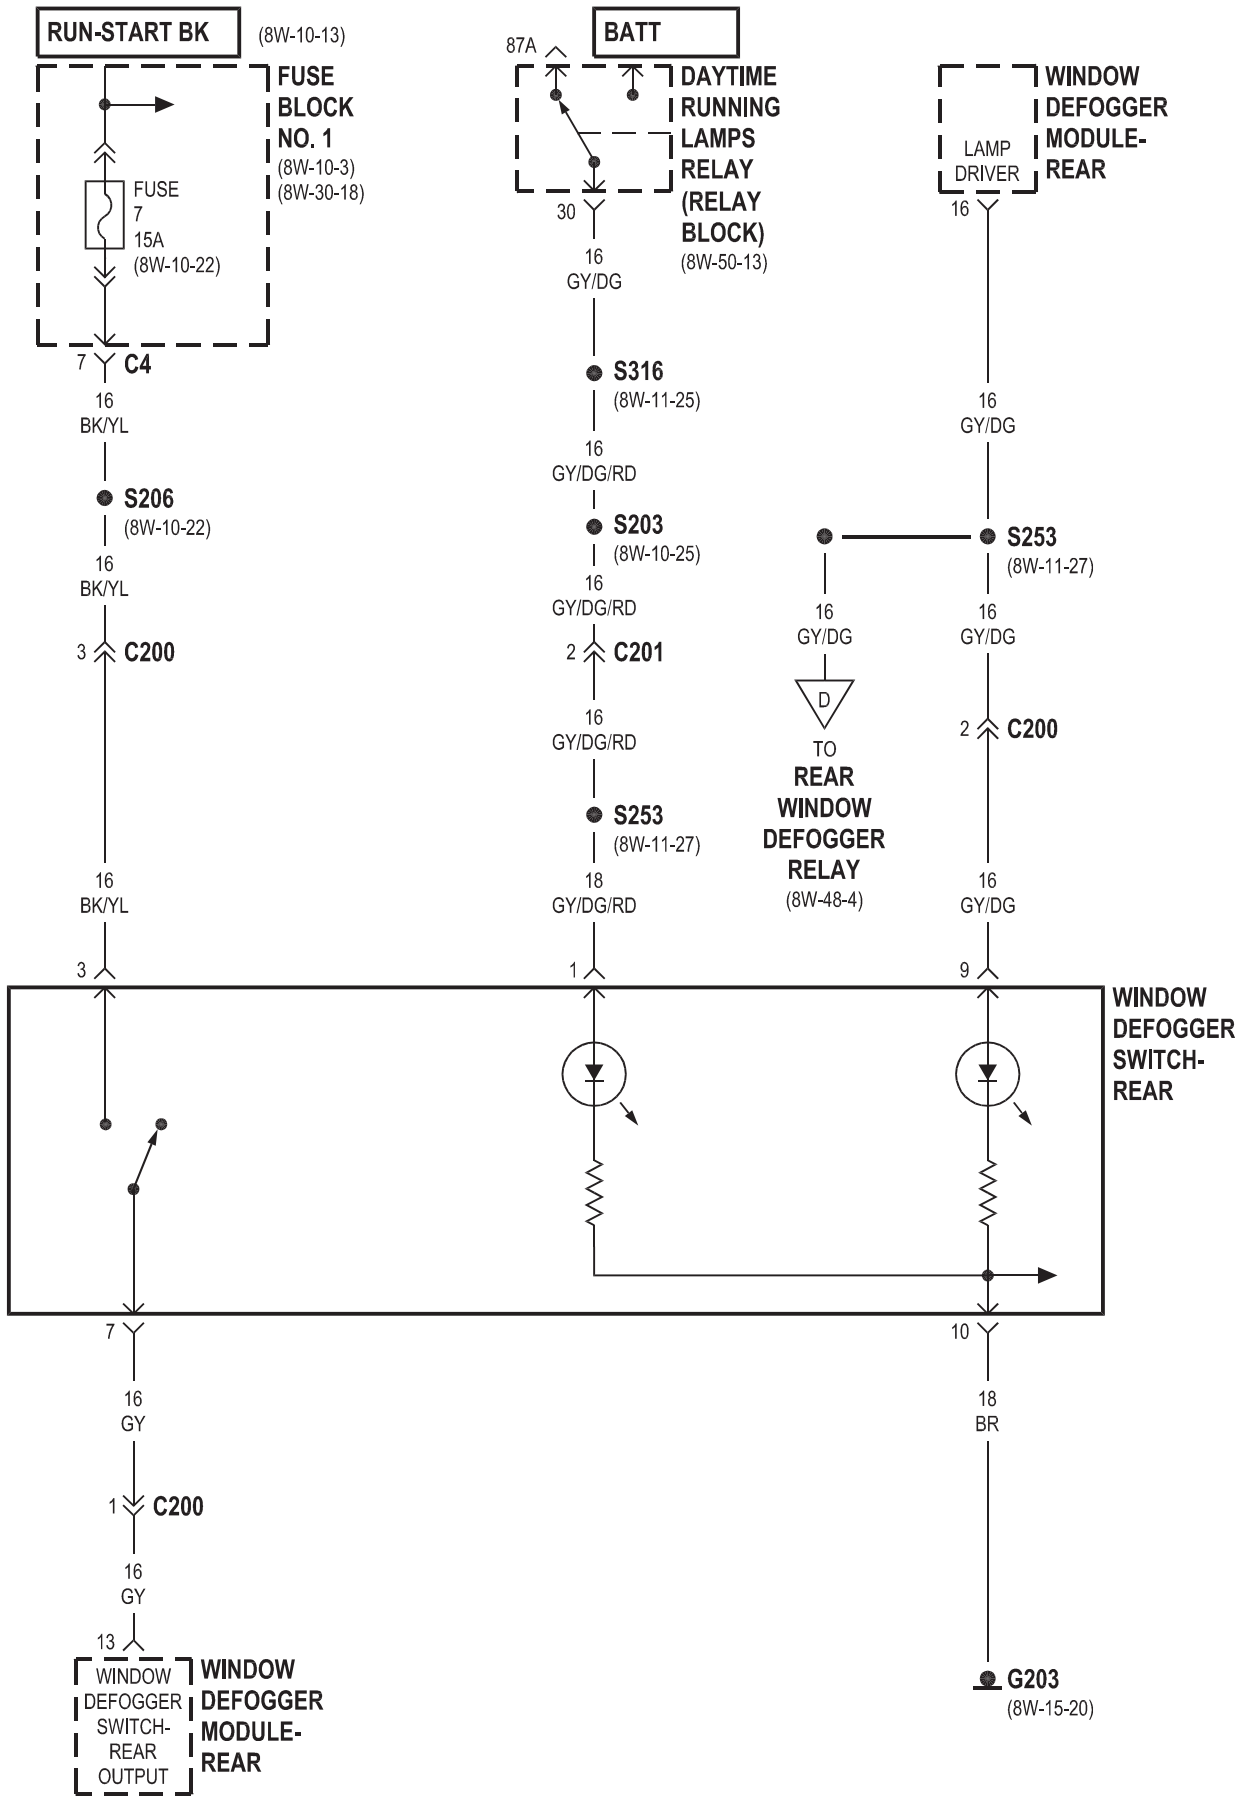 RUN-START BK
(8W-10-13)
FUSE
BLOCK
NO. 1
(8W-10-3)
(8W-30-18)
FUSE
7
15A
(8W-10-22)
7
C4
16
BK/YL
S206
(8W-10-22)
16
BK/YL
3
C200
16
BK/YL
3
BATT
87A
DAYTIME
RUNNING
LAMPS
RELAY
(RELAY
BLOCK)
(8W-50-13)
30
16
GY/DG
S316
(8W-11-25)
16
GY/DG/RD
S203
(8W-10-25)
16
GY/DG/RD
2
C201
16
GY/DG/RD
S253
(8W-11-27)
18
GY/DG/RD
1
WINDOW
DEFOGGER
MODULE-
REAR
LAMP
DRIVER
16
16
GY/DG
S253
(8W-11-27)
16
GY/DG
D
TO
REAR
WINDOW
DEFOGGER
RELAY
(8W-48-4)
16
GY/DG
2
C200
16
GY/DG
9
WINDOW
DEFOGGER
SWITCH-
REAR
7
16
GY
1
C200
16
GY
13
WINDOW
DEFOGGER
SWITCH-
REAR
OUTPUT
WINDOW
DEFOGGER
MODULE-
REAR
10
18
BR
G203
(8W-15-20)